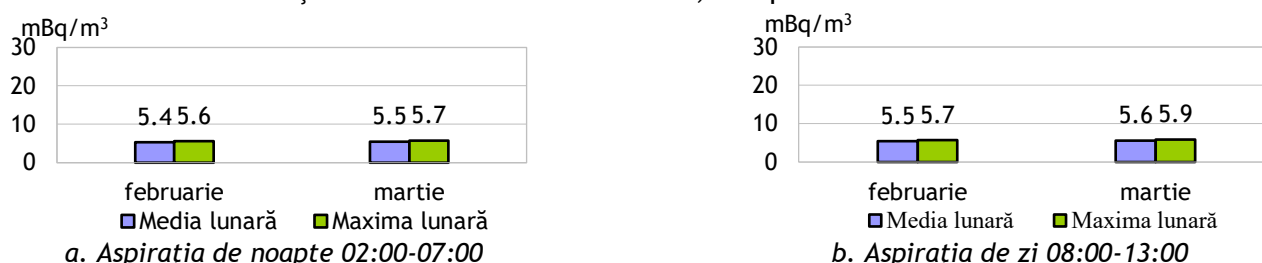 mBq/m³
30
20
10
0
5.4 5.6
5.5 5.7
februarie
martie
Media lunară
Maxima lunară
a. Aspiratia de noapte 02:00-07:00
mBq/m³
30
20
10
0
5.5 5.7
5.6 5.9
februarie
martie
Media lunară
Maxima lunară
b. Aspiratia de zi 08:00-13:00